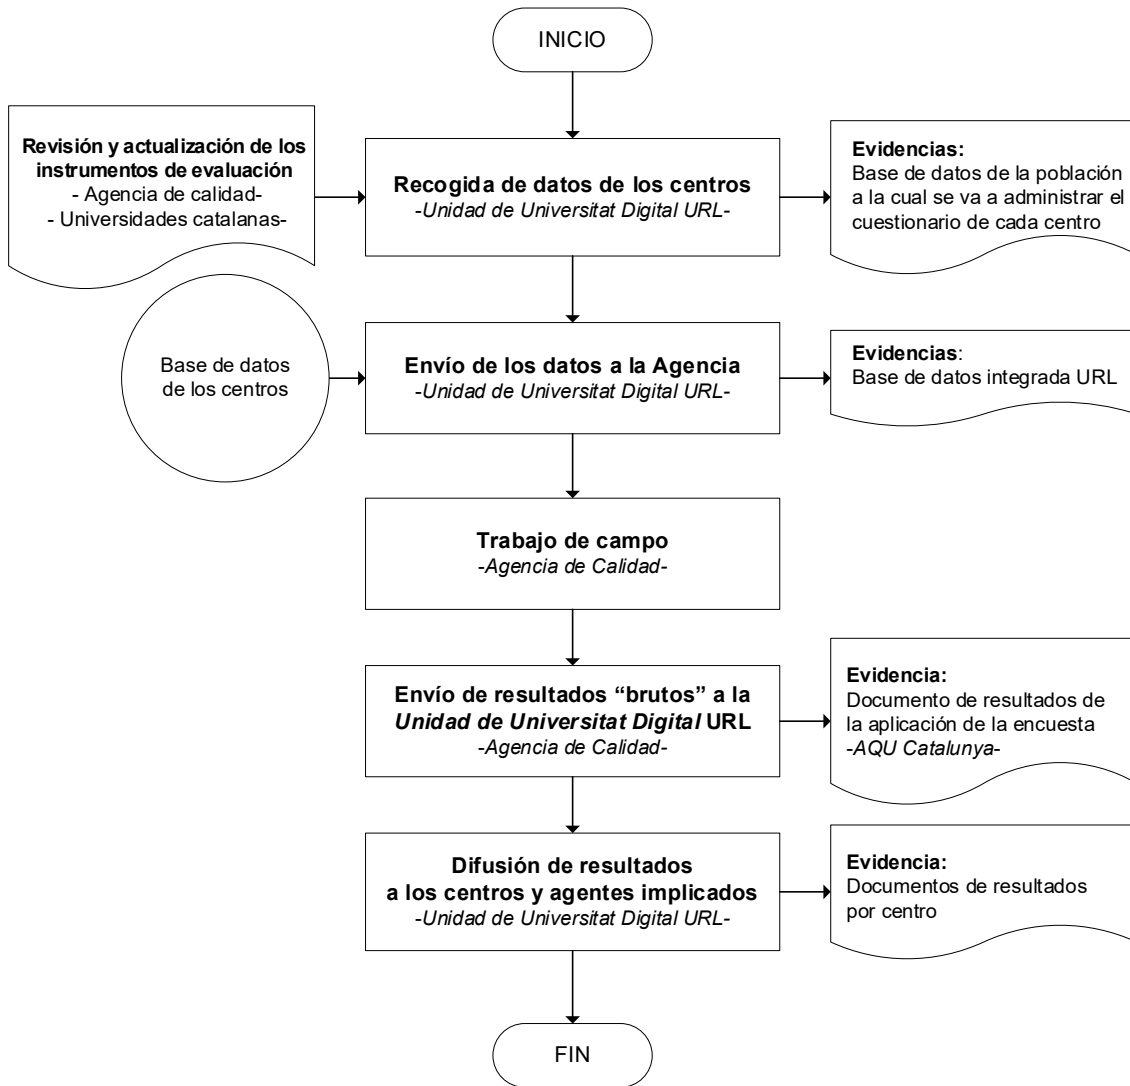 INICIO
Revisión y actualización de los
instrumentos de evaluación
- Agencia de calidad-
- Universidades catalanas-
Recogida de datos de los centros
-Unidad de Universitat Digital URL-
Evidencias:
Base de datos de la población
a la cual se va a administrar el
cuestionario de cada centro
Base de datos
de los centros
Envío de los datos a la Agencia
-Unidad de Universitat Digital URL-
Evidencias:
Base de datos integrada URL
Trabajo de campo
-Agencia de Calidad-
Envío de resultados “brutos” a la
Unidad de Universitat Digital URL
-Agencia de Calidad-
Evidencia:
Documento de resultados de
la aplicación de la encuesta
-AQU Catalunya-
Difusión de resultados
a los centros y agentes implicados
-Unidad de Universitat Digital URL-
Evidencia:
Documentos de resultados
por centro
FIN